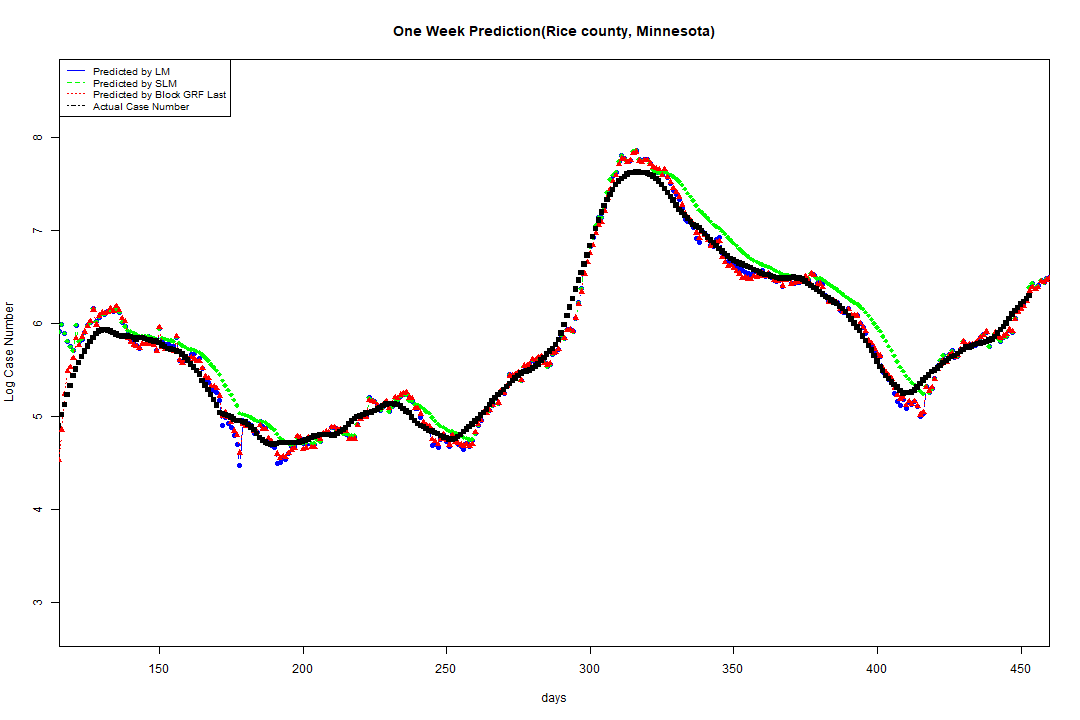 One Week Prediction(Rice county, Minnesota)
Predicted by LM
Predicted by SLM
Predicted by Block GRF Last
Actual Case Number
8
7
6
5
4
3
Log Case Number
150 200 250 300 350 400 450
days